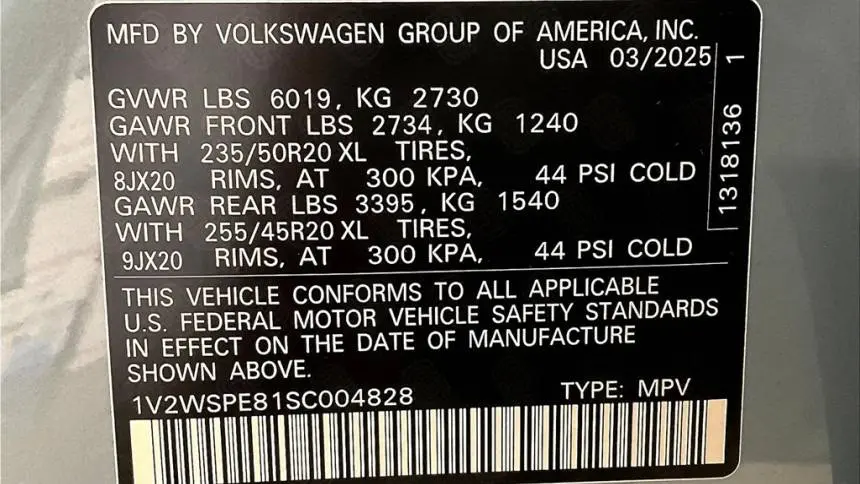 MFD BY VOLKSWAGEN GROUP OF AMERICA, INC.
USA 03/2025
GVWR LBS 6019, KG 2730
GAWR FRONT LBS 2734, KG 1240
WITH 235/50R20 XL TIRES,
8JX20 RIMS, AT 300 KPA, 44 PSI COLD
GAWR REAR LBS 3395, KG 1540
WITH 255/45R20 XL TIRES,
9JX20 RIMS, AT 300 KPA, 44 PSI COLD
1318136 1
THIS VEHICLE CONFORMS TO ALL APPLICABLE
U.S. FEDERAL MOTOR VEHICLE SAFETY STANDARDS
IN EFFECT ON THE DATE OF MANUFACTURE
SHOWN ABOVE.
1V2WSPE81SC004828 TYPE: MPV